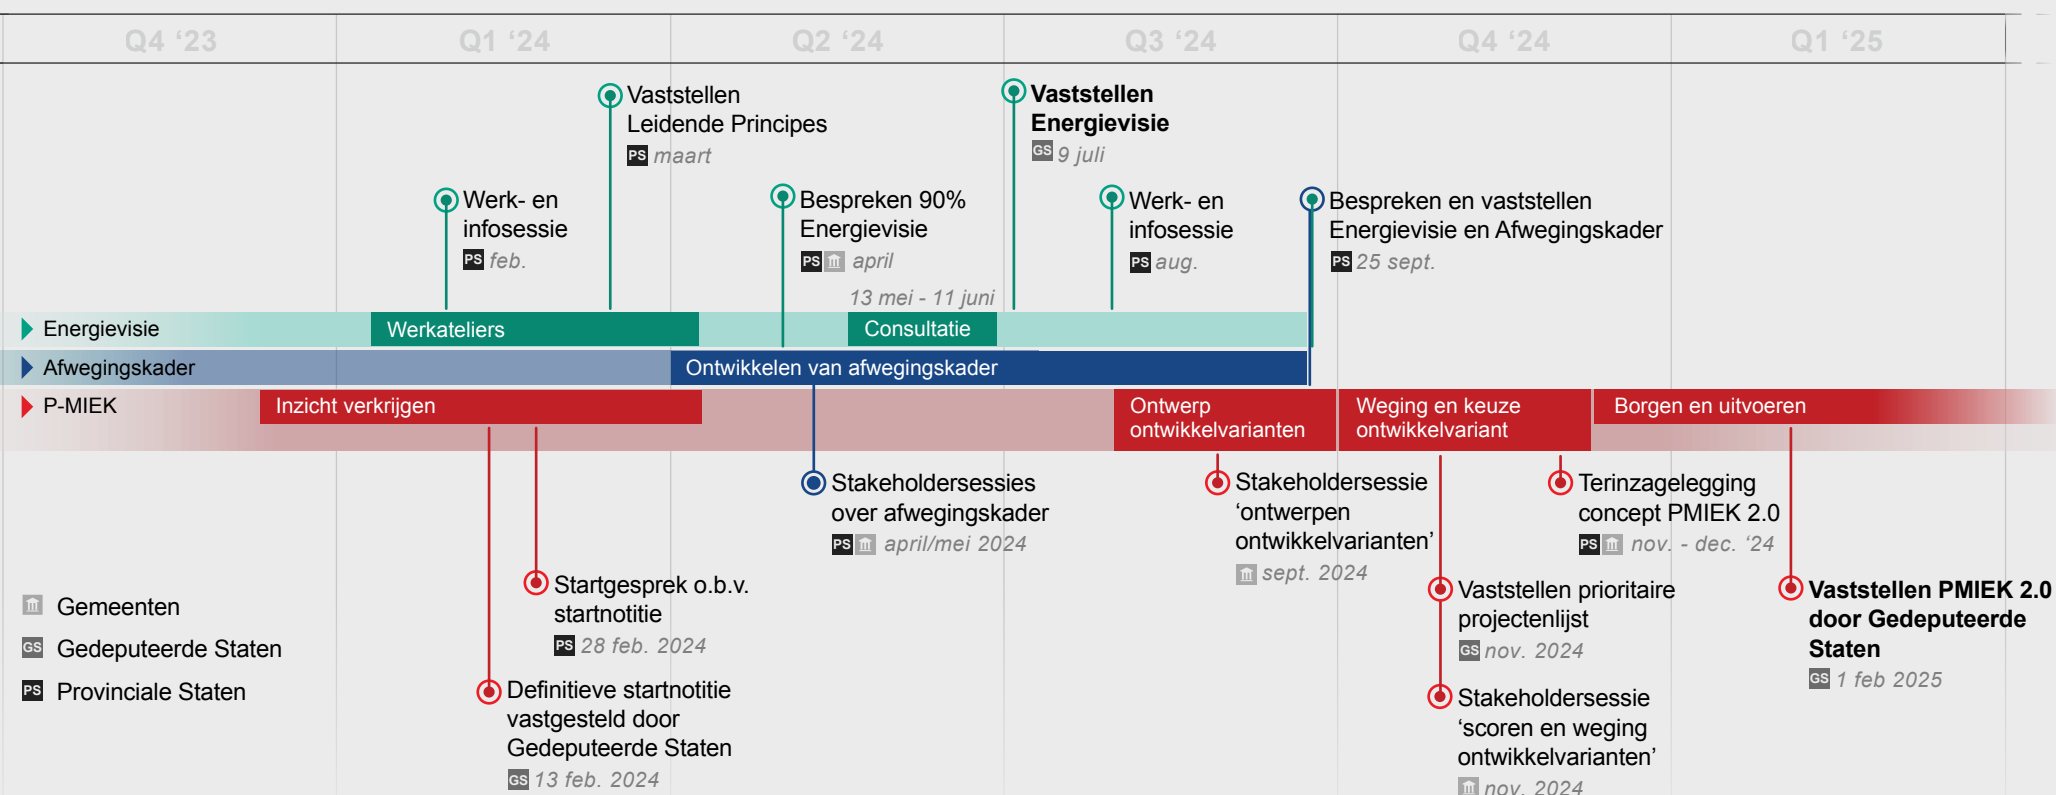 Q4 ‘23
Q1 ‘24
Q2 ‘24
Q3 ‘24
Q4 ‘24
Q1 ‘25
Vaststellen
Leidende Principes
PS maart
Vaststellen
Energievisie
GS 9 juli
Werk- en
infosessie
PS feb.
Bespreken 90%
Energievisie
PS april
Werk- en
infosessie
PS aug.
Bespreken en vaststellen
Energievisie en Afwegingskader
PS 25 sept.
13 mei - 11 juni
Energievisie
Werkateliers
Consultatie
Afwegingskader
Ontwikkelen van afwegingskader
P-MIEK
Inzicht verkrijgen
Ontwerp
ontwikkelvarianten
Weging en keuze
ontwikkelvariant
Borgen en uitvoeren
Stakeholdersessies
over afwegingskader
PS april/mei 2024
Stakeholdersessie
‘ontwerpen
ontwikkelvarianten’
sept. 2024
Terinzagelegging
concept PMIEK 2.0
PS nov. - dec. ‘24
Startgesprek o.b.v.
startnotitie
PS 28 feb. 2024
Vaststellen prioritaire
projectenlijst
GS nov. 2024
Vaststellen PMIEK 2.0
door Gedeputeerde
Staten
GS 1 feb 2025
Definitieve startnotitie
vastgesteld door
Gedeputeerde Staten
GS 13 feb. 2024
Stakeholdersessie
‘scoren en weging
ontwikkelvarianten’
nov. 2024
Gemeenten
GS Gedeputeerde Staten
PS Provinciale Staten